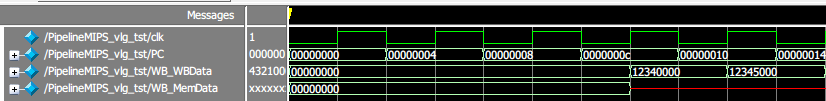 Messages
/PipelineMIPS_vlg_tst/clk 1
/PipelineMIPS_vlg_tst/PC 000000 00000000 00000004 00000008 0000000c 00000010 00000014
/PipelineMIPS_vlg_tst/WB_WBData 432100 00000000 12340000 12345000
/PipelineMIPS_vlg_tst/WB_MemData xxxxxx 00000000